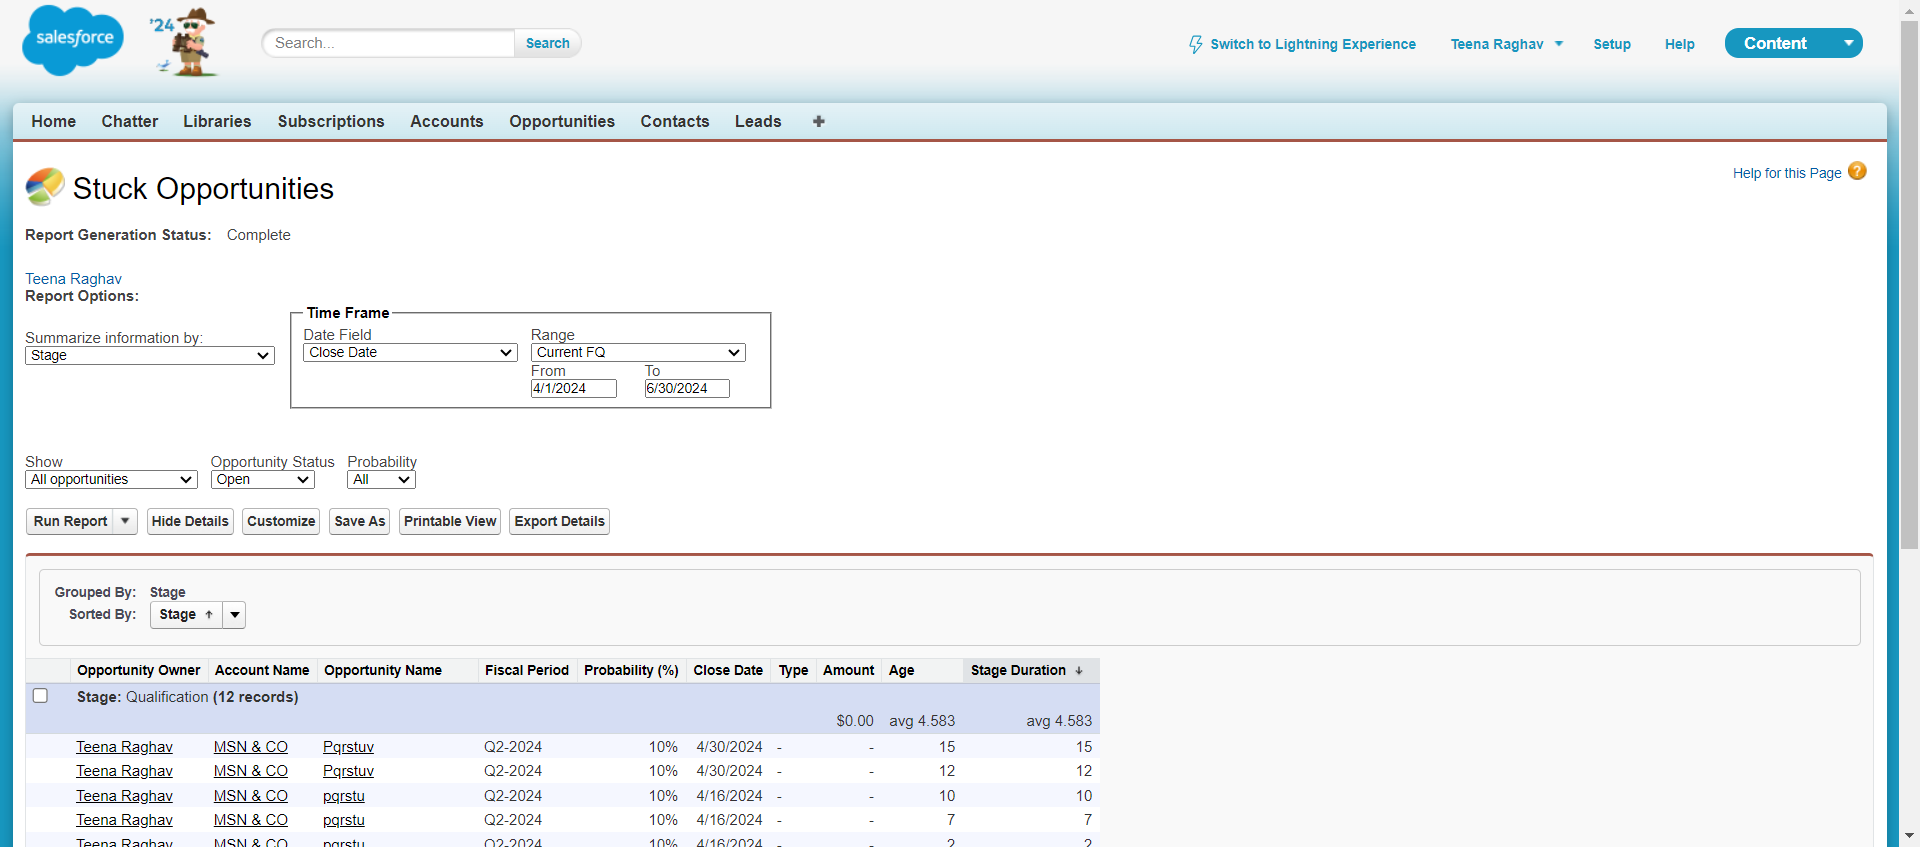 salesforce
'24
Search...
Search
Switch to Lightning Experience
Teena Raghav
Setup
Help
Content
Home
Chatter
Libraries
Subscriptions
Accounts
Opportunities
Contacts
Leads
+
Stuck Opportunities
Help for this Page ?
Report Generation Status: Complete
Teena Raghav
Report Options:
Summarize information by:
Stage
Time Frame
Date Field
Close Date
Range
Current FQ
From
To
4/1/2024
6/30/2024
Show
All opportunities
Opportunity Status
Open
Probability
All
Run Report
Hide Details
Customize
Save As
Printable View
Export Details
Grouped By: Stage
Sorted By: Stage
Opportunity Owner Account Name Opportunity Name Fiscal Period Probability (%) Close Date Type Amount Age Stage Duration
Stage: Qualification (12 records)
$0.00 avg 4.583 avg 4.583
Teena Raghav MSN & CO Pqrstuv Q2-2024 10% 4/30/2024 - - 15 15
Teena Raghav MSN & CO Pqrstuv Q2-2024 10% 4/30/2024 - - 12 12
Teena Raghav MSN & CO pqrstu Q2-2024 10% 4/16/2024 - - 10 10
Teena Raghav MSN & CO pqrstu Q2-2024 10% 4/16/2024 - - 7 7
Teena Raghav MSN & CO pqrstu Q2-2024 10% 4/16/2024 - - 2 2